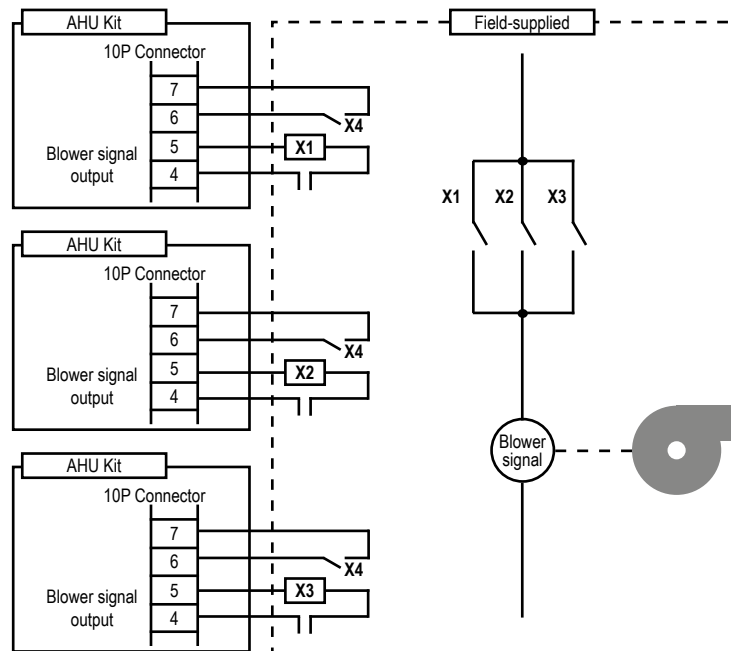 AHU Kit
10P Connector
7
6
5
4
Blower signal
output
X4
X1
AHU Kit
10P Connector
7
6
5
4
Blower signal
output
X4
X2
AHU Kit
10P Connector
7
6
5
4
Blower signal
output
X4
X3
Field-supplied
X1
X2
X3
Blower
signal